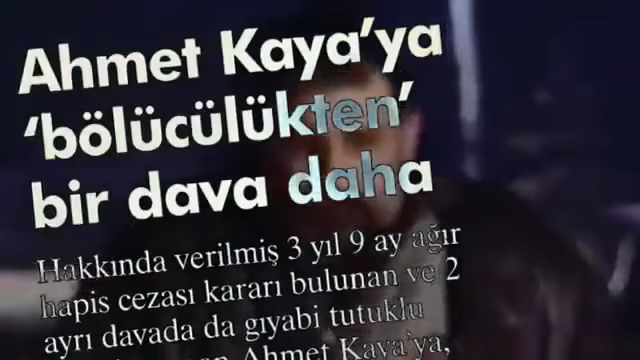 Ahmet Kaya’ya
‘bölücülükten’
bir dava daha
Hakkında verilmiş 3 yıl 9 ay ağır
hapis cezası kararı bulunan ve 2
ayrı davada da gıyabi tutuklu
Ahmet Kaya’ya,